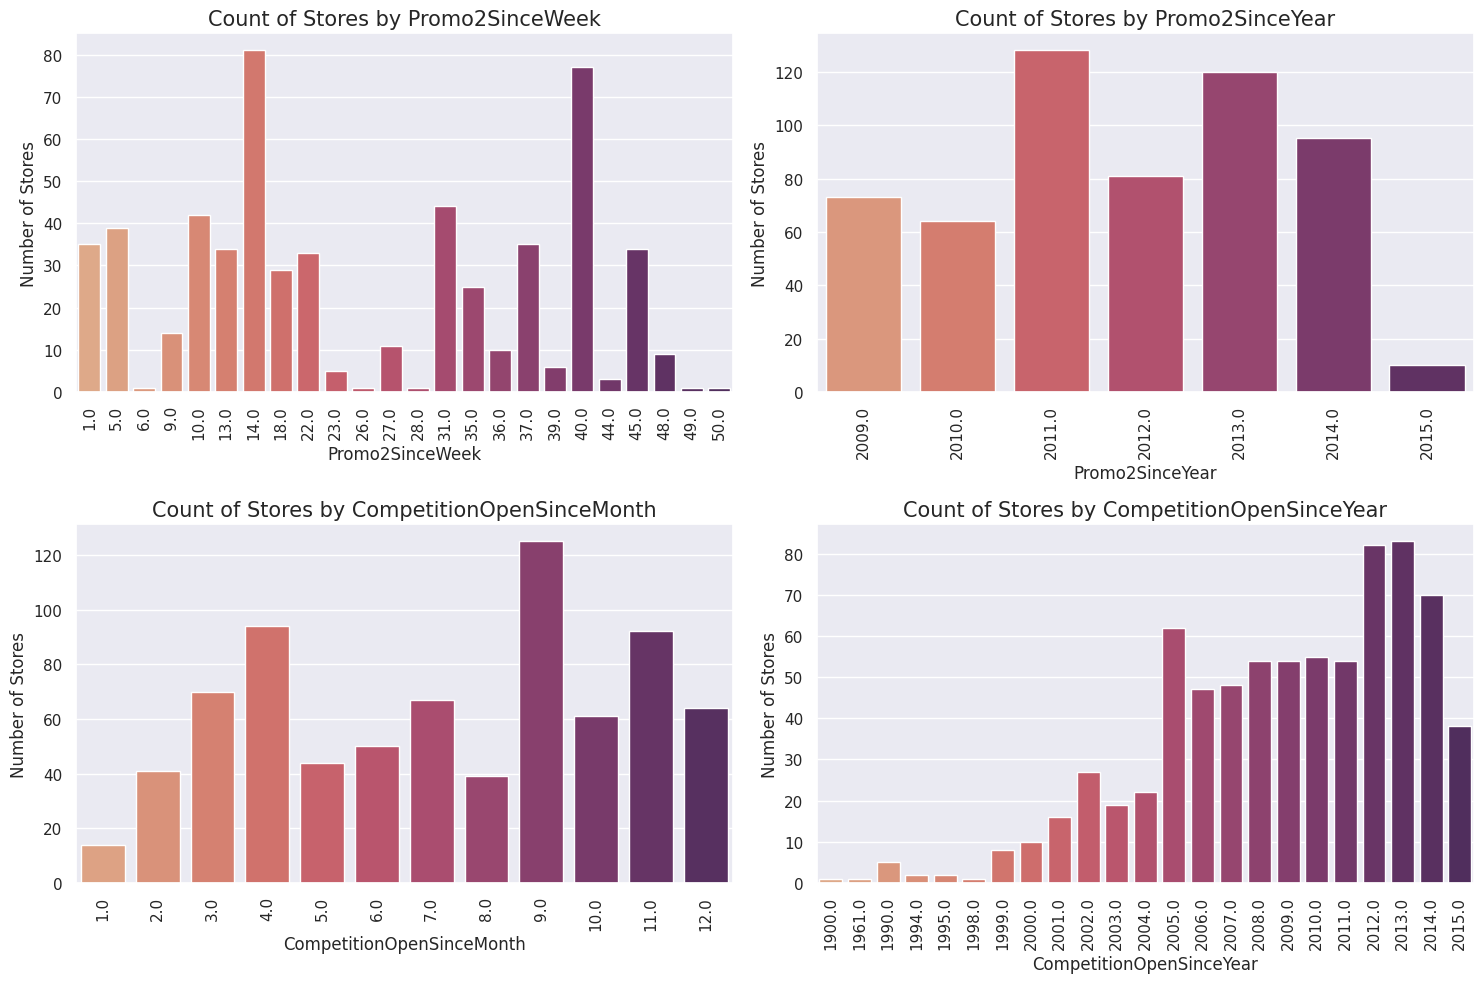 Count of Stores by Promo2SinceWeek
Number of Stores
80
70
60
50
40
30
20
10
0
1.0 5.0 6.0 9.0 10.0 13.0 14.0 18.0 22.0 23.0 26.0 27.0 28.0 31.0 35.0 36.0 37.0 39.0 40.0 44.0 45.0 48.0 49.0 50.0
Promo2SinceWeek
Count of Stores by Promo2SinceYear
Number of Stores
120
100
80
60
40
20
0
2009.0 2010.0 2011.0 2012.0 2013.0 2014.0 2015.0
Promo2SinceYear
Count of Stores by CompetitionOpenSinceMonth
Number of Stores
120
100
80
60
40
20
0
1.0 2.0 3.0 4.0 5.0 6.0 7.0 8.0 9.0 10.0 11.0 12.0
CompetitionOpenSinceMonth
Count of Stores by CompetitionOpenSinceYear
Number of Stores
80
70
60
50
40
30
20
10
0
1900.0 1961.0 1990.0 1994.0 1995.0 1998.0 1999.0 2000.0 2001.0 2002.0 2003.0 2004.0 2005.0 2006.0 2007.0 2008.0 2009.0 2010.0 2011.0 2012.0 2013.0 2014.0 2015.0
CompetitionOpenSinceYear